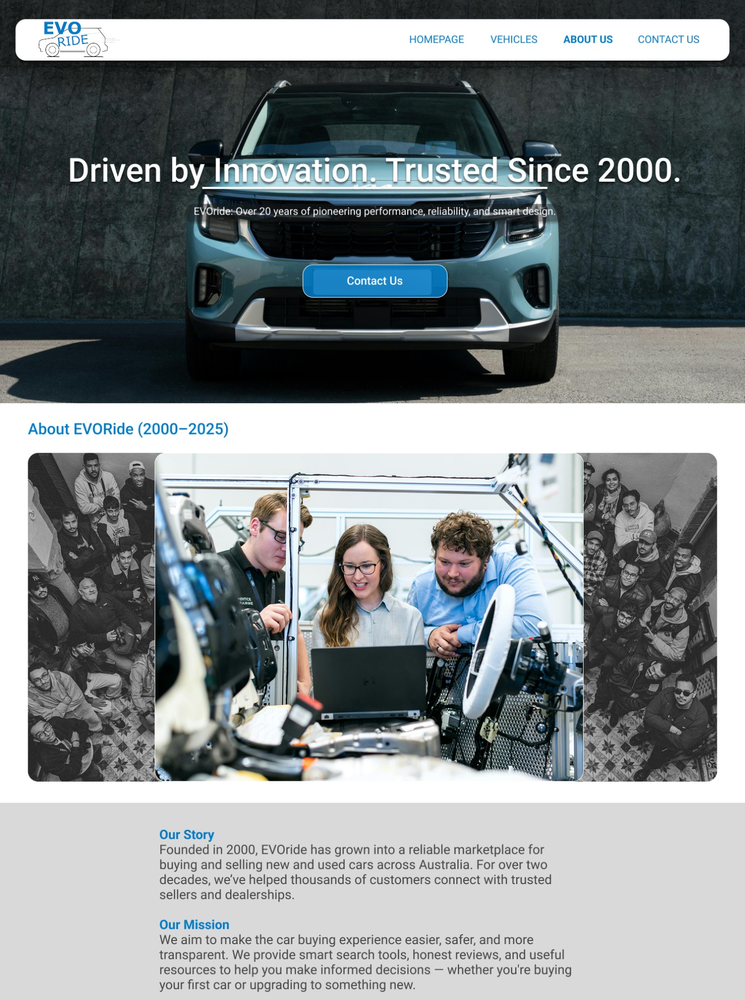 EVO
RIDE
HOMEPAGE VEHICLES ABOUT US CONTACT US
Driven by Innovation. Trusted Since 2000.
EVOride: Over 20 years of pioneering performance, reliability, and smart design.
Contact Us
About EVORide (2000–2025)
Our Story
Founded in 2000, EVOride has grown into a reliable marketplace for
buying and selling new and used cars across Australia. For over two
decades, we’ve helped thousands of customers connect with trusted
sellers and dealerships.
Our Mission
We aim to make the car buying experience easier, safer, and more
transparent. We provide smart search tools, honest reviews, and useful
resources to help you make informed decisions — whether you're buying
your first car or upgrading to something new.